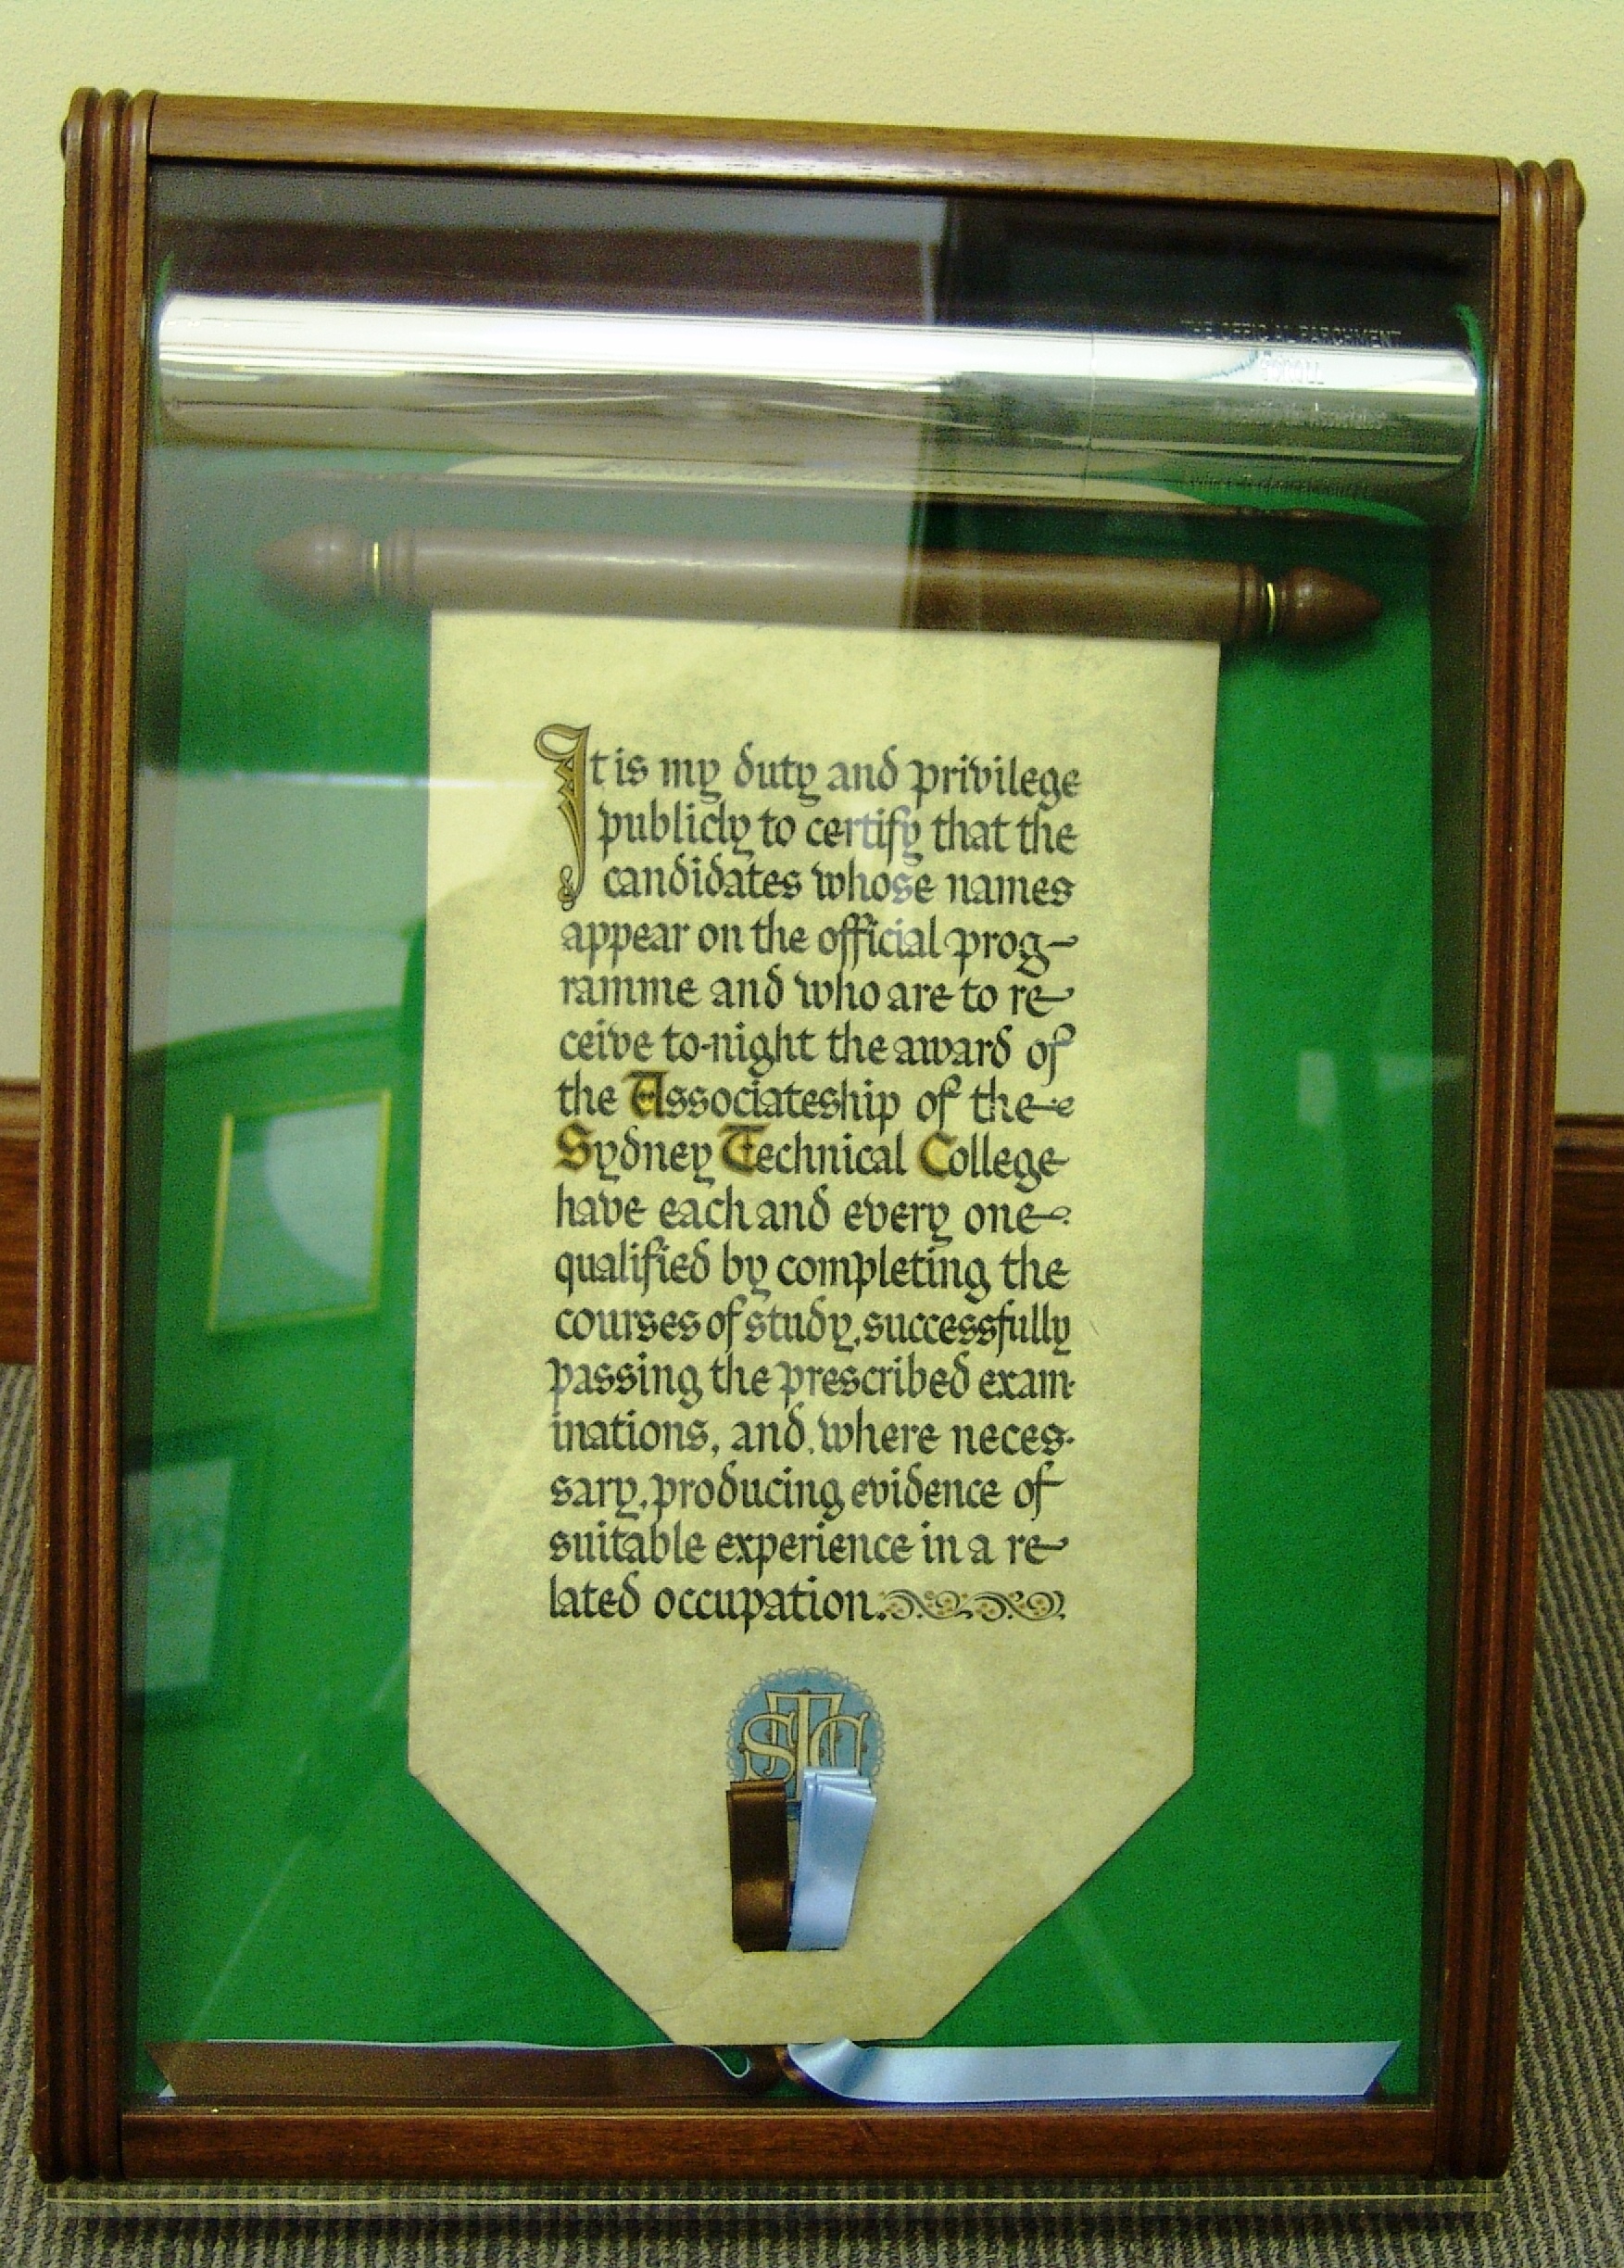 THE OFFICIAL PARCHMENT
SCROLL
It is my duty and privilege
publicly to certify that the
candidates whose names
appear on the official prog-
ramme and who are to re-
ceive to-night the award of
the Associateship of the
Sydney Technical College
have each and every one
qualified by completing the
courses of study, successfully
passing the prescribed exam-
inations, and, where neces-
sary, producing evidence of
suitable experience in a re-
lated occupation.
STC